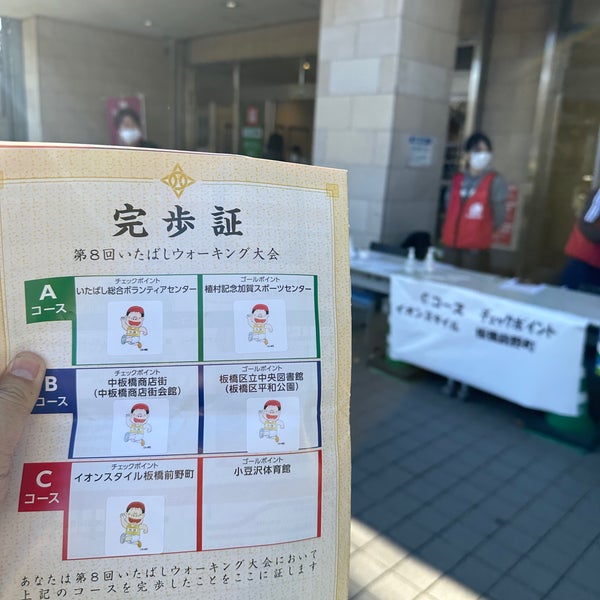 完歩証
第8回いたばしウォーキング大会
A
コース
チェックポイント
いたばし総合ボランティアセンター
ゴールポイント
植村記念加賀スポーツセンター
B
コース
チェックポイント
中板橋商店街
(中板橋商店街会館)
ゴールポイント
板橋区立中央図書館
(板橋区平和公園)
C
コース
チェックポイント
イオンスタイル板橋前野町
ゴールポイント
小豆沢体育館
あなたは第8回いたばしウォーキング大会において
上記のコースを完歩したことをここに証します
Cコース チェックポイント
イオンスタイル 板橋前野町